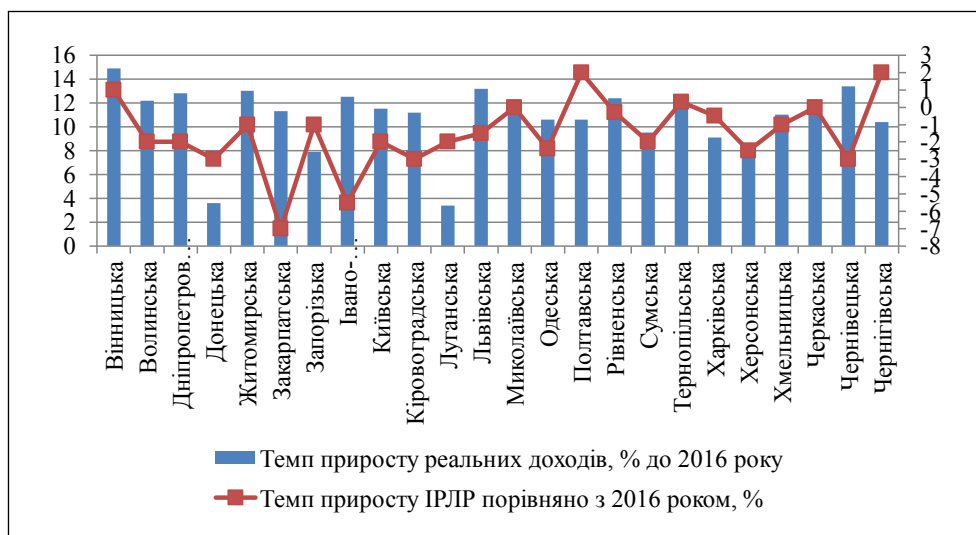 16
14
12
10
8
6
4
2
0
3
2
1
0
-1
-2
-3
-4
-5
-6
-7
-8
Вінницька
Волинська
Дніпропетров…
Донецька
Житомирська
Закарпатська
Запорізька
Івано-…
Київська
Кіровоградська
Луганська
Львівська
Миколаївська
Одеська
Полтавська
Рівненська
Сумська
Тернопільська
Харківська
Херсонська
Хмельницька
Черкаська
Чернівецька
Чернігівська
Темп приросту реальних доходів, % до 2016 року
Темп приросту ІРЛР порівняно з 2016 роком, %